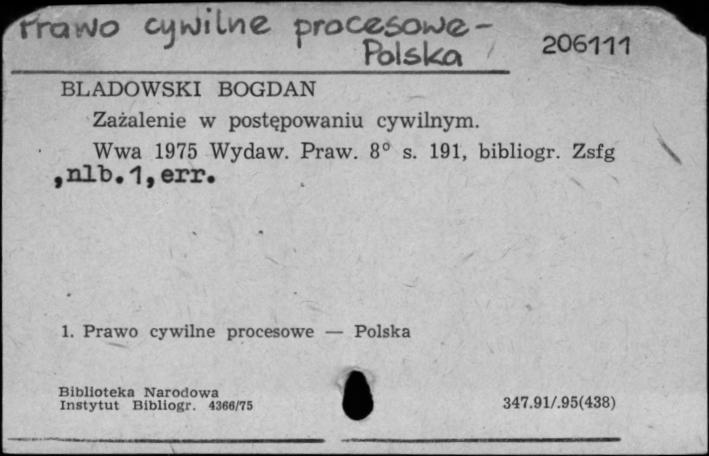 Prawo cywilne procesowe -
Polska
206111
BLADOWSKI BOGDAN
Zażalenie w postępowaniu cywilnym.
Wwa 1975 Wydaw. Praw. 8° s. 191, bibliogr. Zsfg
,nlb.1,err.
1. Prawo cywilne procesowe — Polska
Biblioteka Narodowa
Instytut Bibliogr. 4366/75
347.91/.95(438)